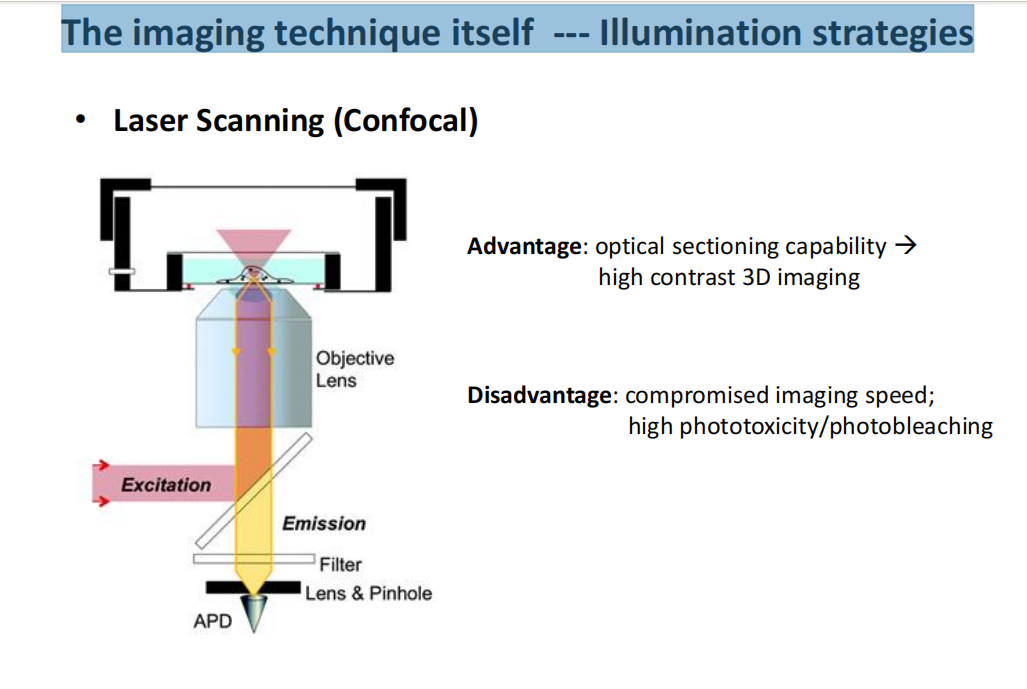 The imaging technique itself --- Illumination strategies
• Laser Scanning (Confocal)
Advantage: optical sectioning capability →
high contrast 3D imaging
Objective
Lens
Disadvantage: compromised imaging speed;
high phototoxicity/photobleaching
Excitation
Emission
Filter
Lens & Pinhole
APD